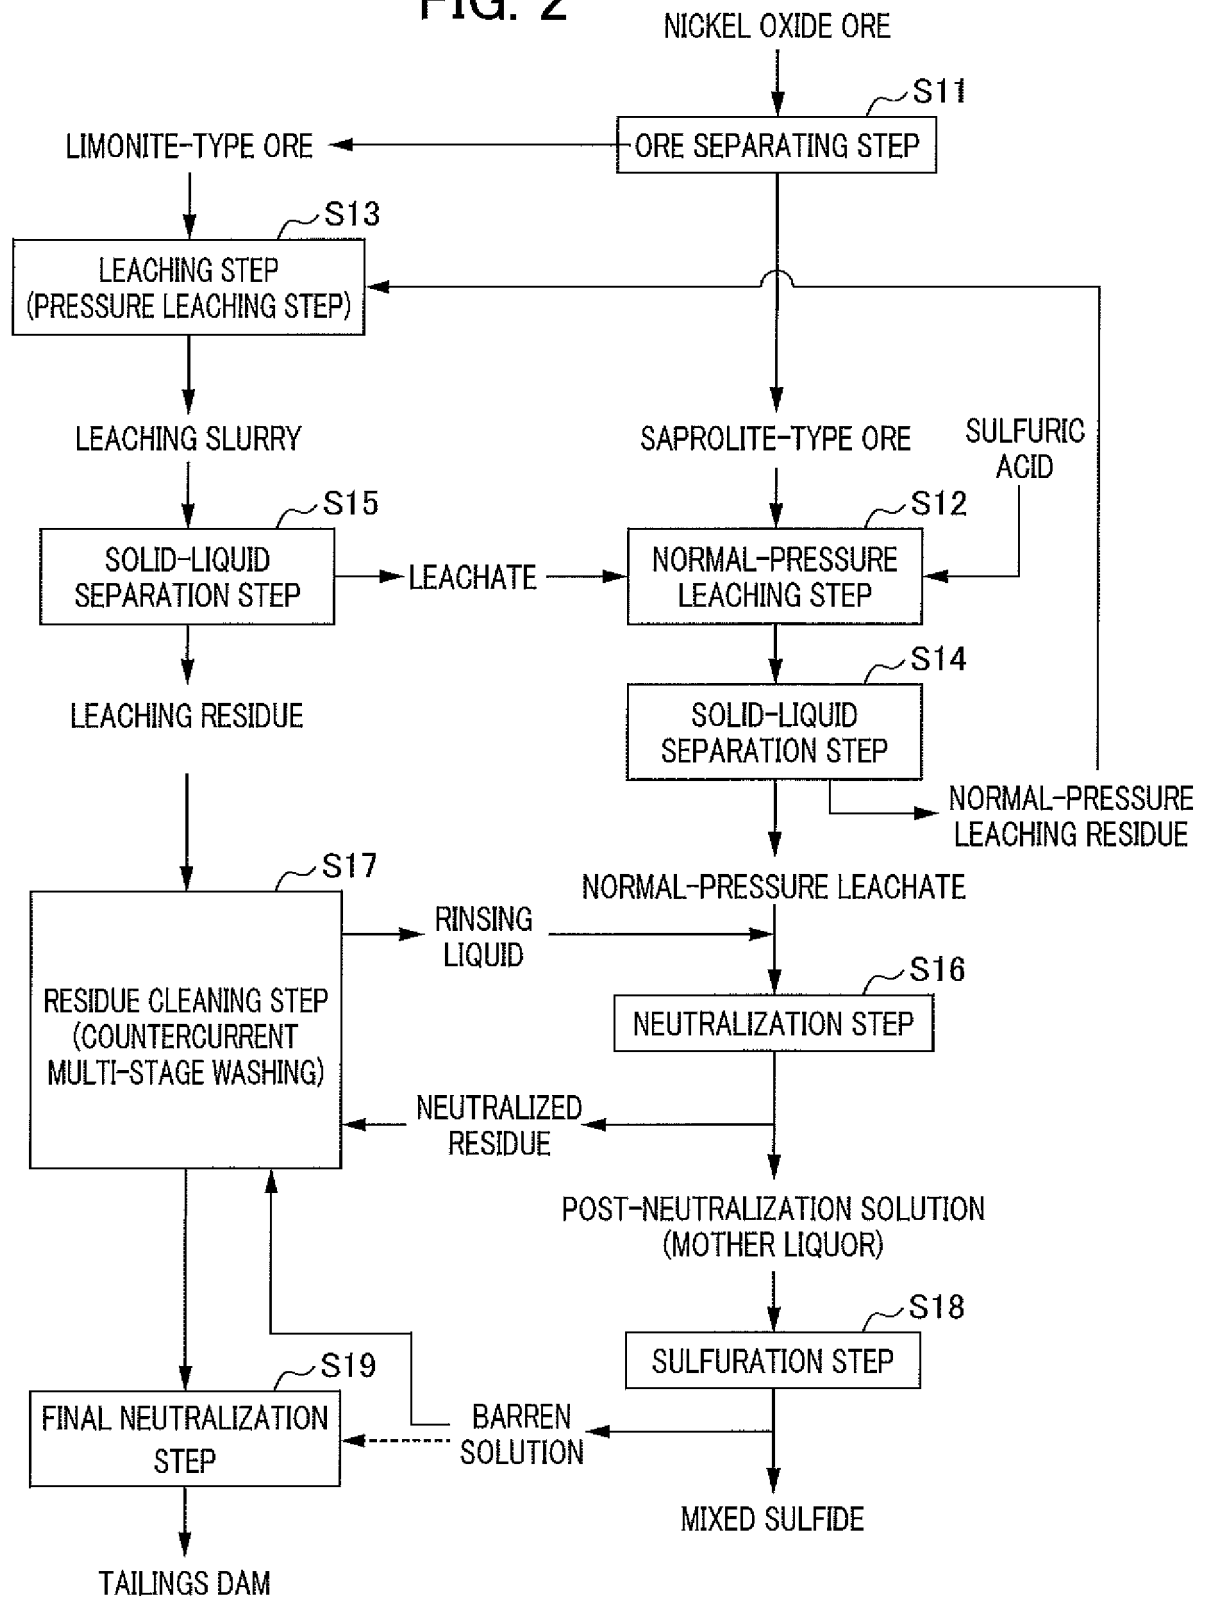 FIG. 2
NICKEL OXIDE ORE
S11
LIMONITE-TYPE ORE
ORE SEPARATING STEP
S13
LEACHING STEP
(PRESSURE LEACHING STEP)
LEACHING SLURRY
SAPROLITE-TYPE ORE
SULFURIC
ACID
S15
S12
SOLID-LIQUID
SEPARATION STEP
LEACHATE
NORMAL-PRESSURE
LEACHING STEP
S14
LEACHING RESIDUE
SOLID-LIQUID
SEPARATION STEP
NORMAL-PRESSURE
LEACHING RESIDUE
S17
NORMAL-PRESSURE LEACHATE
RINSING
LIQUID
S16
RESIDUE CLEANING STEP
(COUNTERCURRENT
MULTI-STAGE WASHING)
NEUTRALIZATION STEP
NEUTRALIZED
RESIDUE
POST-NEUTRALIZATION SOLUTION
(MOTHER LIQUOR)
S18
SULFURATION STEP
S19
FINAL NEUTRALIZATION
STEP
BARREN
SOLUTION
MIXED SULFIDE
TAILINGS DAM